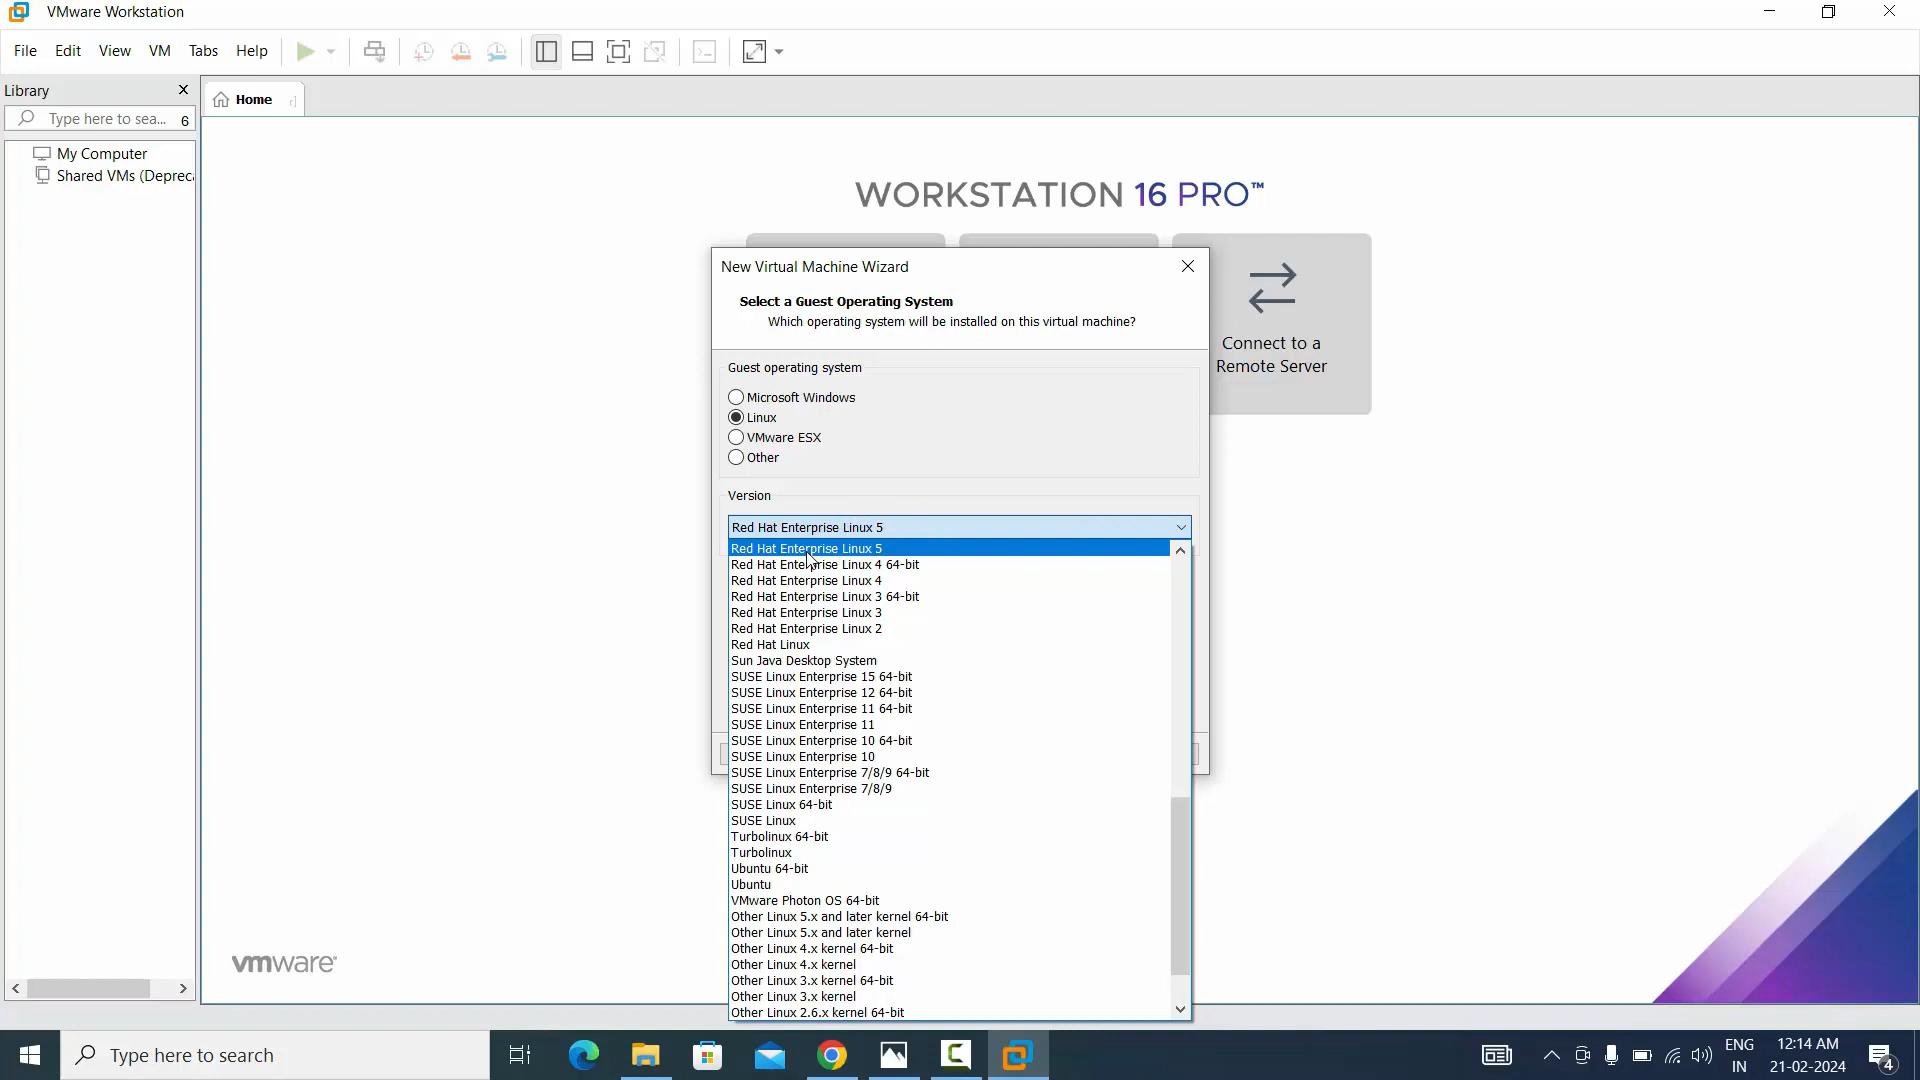 VMware Workstation
File Edit View VM Tabs Help
Library
Type here to sea... 6
My Computer
Shared VMs (Depreca
Home
WORKSTATION 16 PRO™
Connect to a
Remote Server
New Virtual Machine Wizard
Select a Guest Operating System
Which operating system will be installed on this virtual machine?
Guest operating system
Microsoft Windows
Linux
VMware ESX
Other
Version
Red Hat Enterprise Linux 5
Red Hat Enterprise Linux 5
Red Hat Enterprise Linux 4 64-bit
Red Hat Enterprise Linux 4
Red Hat Enterprise Linux 3 64-bit
Red Hat Enterprise Linux 3
Red Hat Enterprise Linux 2
Red Hat Linux
Sun Java Desktop System
SUSE Linux Enterprise 15 64-bit
SUSE Linux Enterprise 12 64-bit
SUSE Linux Enterprise 11 64-bit
SUSE Linux Enterprise 11
SUSE Linux Enterprise 10 64-bit
SUSE Linux Enterprise 10
SUSE Linux Enterprise 7/8/9 64-bit
SUSE Linux Enterprise 7/8/9
SUSE Linux 64-bit
SUSE Linux
Turbolinux 64-bit
Turbolinux
Ubuntu 64-bit
Ubuntu
VMware Photon OS 64-bit
Other Linux 5.x and later kernel 64-bit
Other Linux 5.x and later kernel
Other Linux 4.x kernel 64-bit
Other Linux 4.x kernel
Other Linux 3.x kernel 64-bit
Other Linux 3.x kernel
Other Linux 2.6.x kernel 64-bit
vmware
Type here to search
ENG
IN
12:14 AM
21-02-2024
4